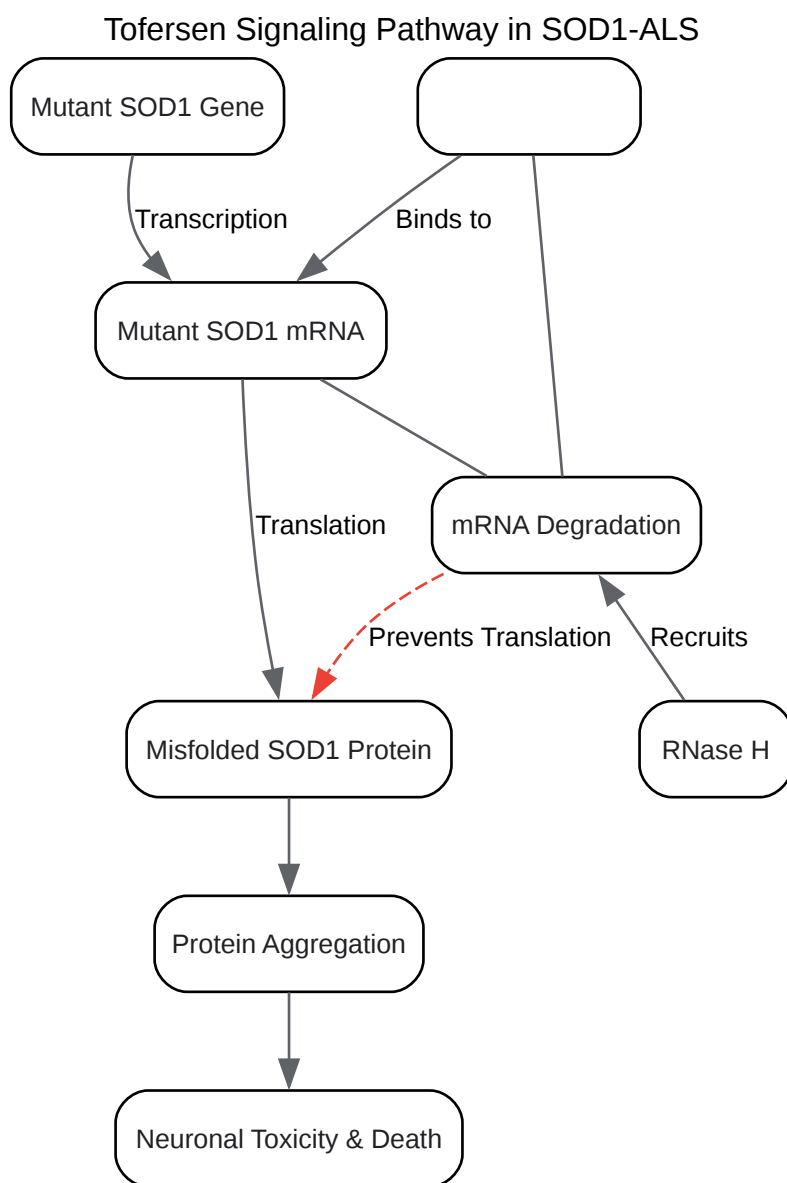 Tofersen Signaling Pathway in SOD1-ALS
Mutant SOD1 Gene
Transcription
Binds to
Mutant SOD1 mRNA
Translation
mRNA Degradation
Prevents Translation
Recruits
Misfolded SOD1 Protein
RNase H
Protein Aggregation
Neuronal Toxicity & Death